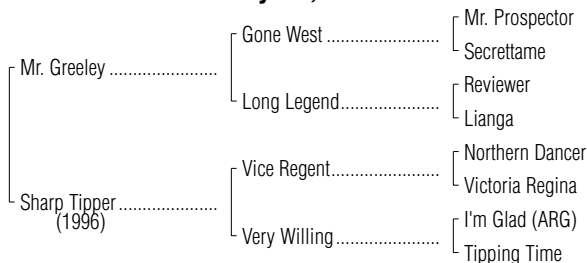 Mr. Prospector
Gone West
Secrettame
Mr. Greeley
Reviewer
Long Legend
Lianga
Northern Dancer
Vice Regent
Victoria Regina
Sharp Tipper
(1996)
I'm Glad (ARG)
Very Willing
Tipping Time